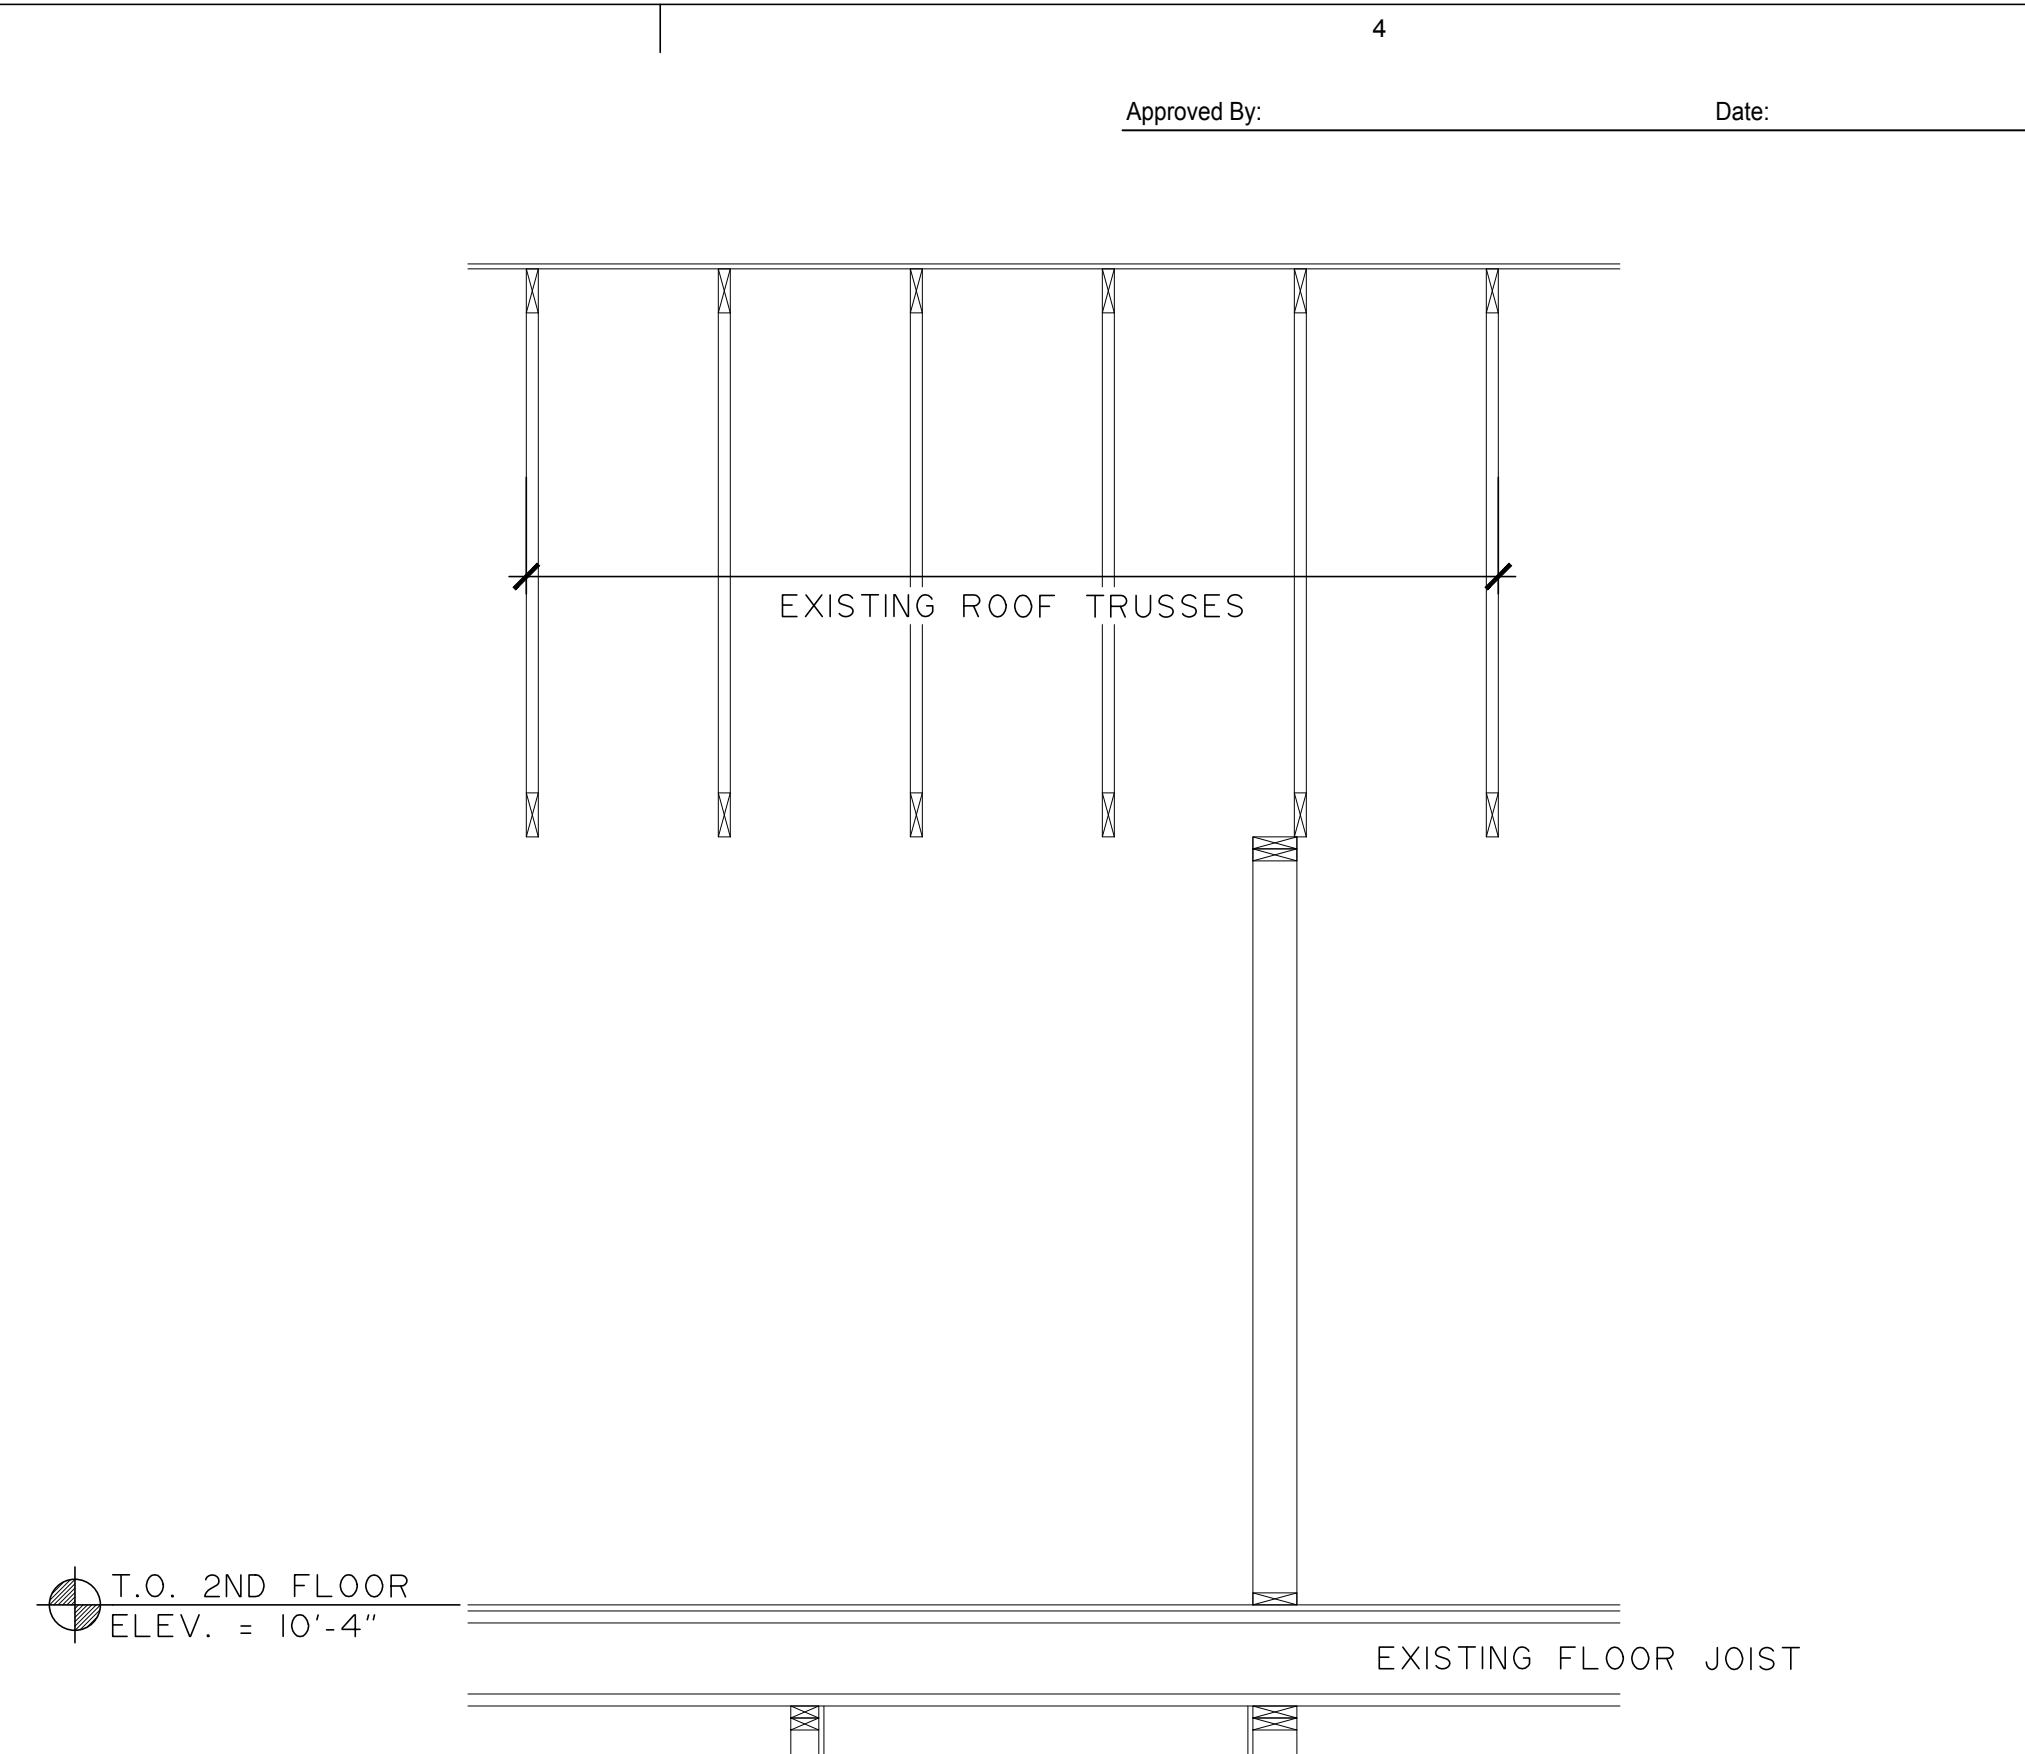 4
Approved By: Date:
EXISTING ROOF TRUSSES
T.O. 2ND FLOOR
ELEV. = 10'-4"
EXISTING FLOOR JOIST